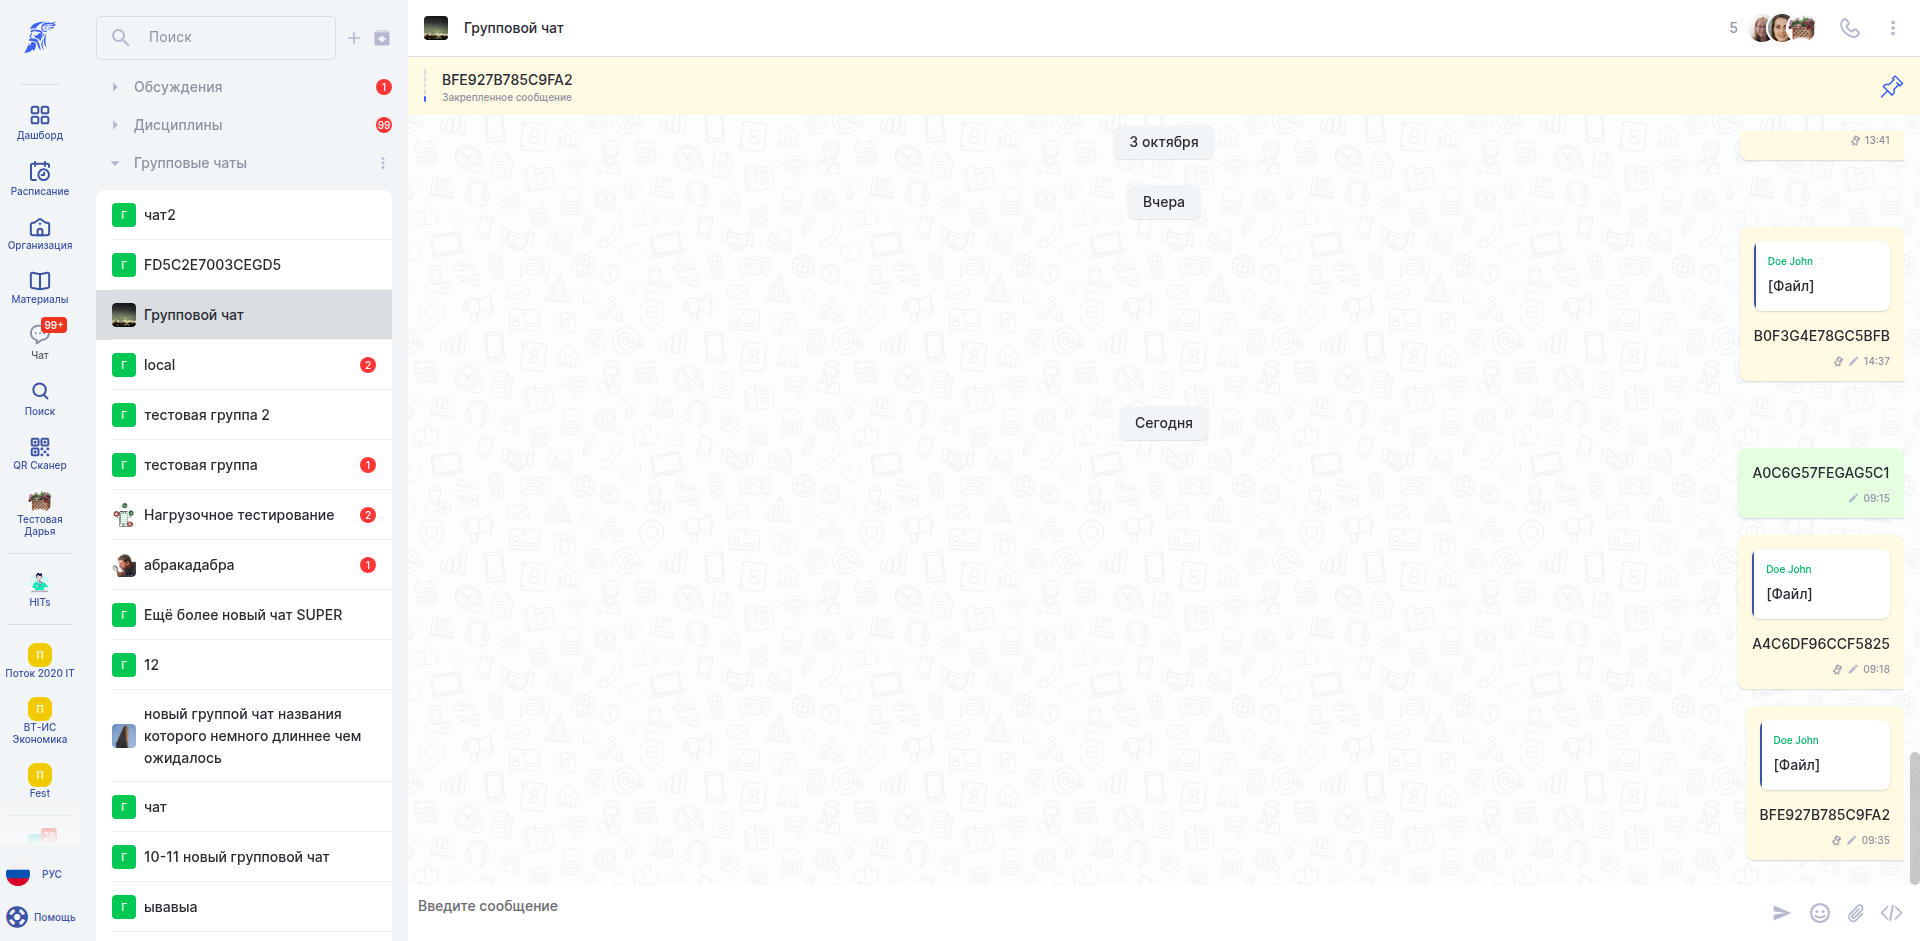 Дашборд
Расписание
Организация
Материалы
99+
Чат
Поиск
QR Сканер
Тестовая
Дарья
HITs
П
Поток 2020 IT
П
ВТ-ИС
Экономика
П
Fest
28
РУС
Помощь
Поиск
Обсуждения 1
Дисциплины 99
Групповые чаты
Г чат2
Г FD5C2E7003CEGD5
Групповой чат
Г local 2
Г тестовая группа 2
Г тестовая группа 1
Нагрузочное тестирование 2
абракадабра 1
Г Ещё более новый чат SUPER
Г 12
новый группой чат названия
которого немного длиннее чем
ожидалось
Г чат
Г 10-11 новый групповой чат
Г ывавыа
Групповой чат 5
BFE927B785C9FA2
Закрепленное сообщение
3 октября
13:41
Вчера
Doe John
[Файл]
B0F3G4E78GC5BFB
14:37
Сегодня
A0C6G57FEGAG5C1
09:15
Doe John
[Файл]
A4C6DF96CCF5825
09:18
Doe John
[Файл]
BFE927B785C9FA2
09:35
Введите сообщение